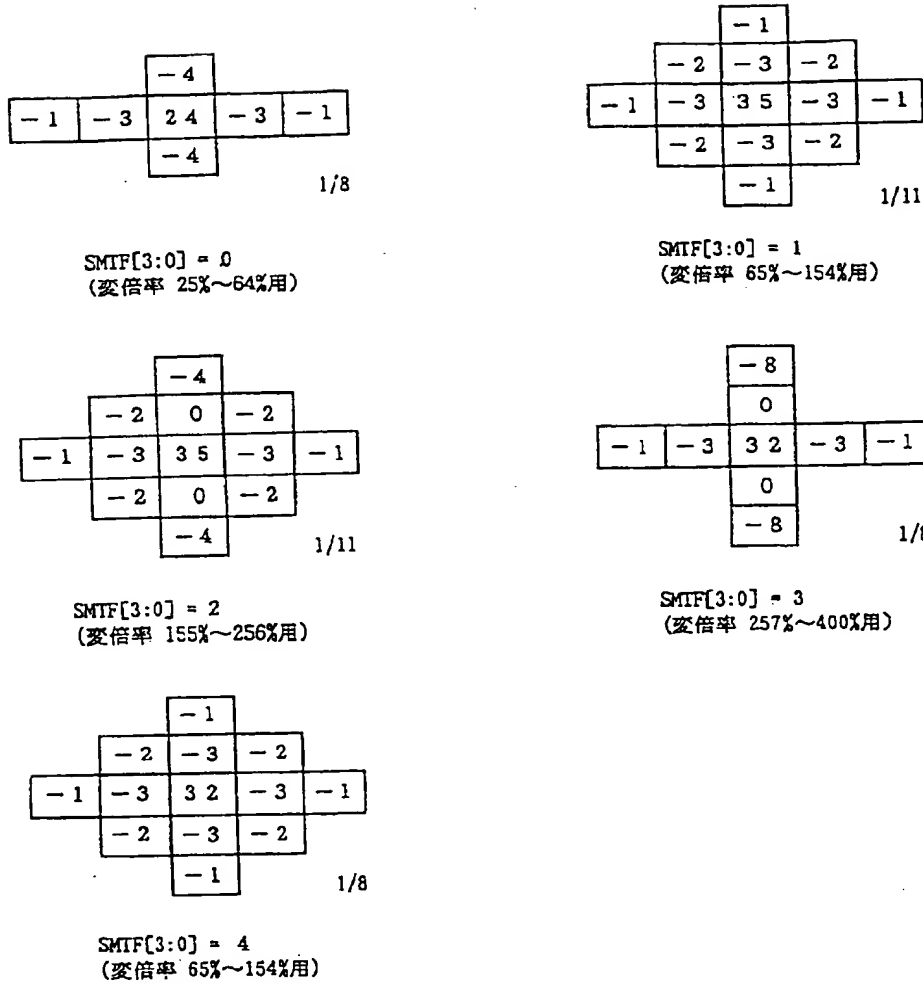 -4
-1 -3 24 -3 -1
-4
1/8
SMTF[3:0] = 0
(変倍率 25%～64%用)
-1
-2 -3 -2
-1 -3 35 -3 -1
-2 -3 -2
-1
1/11
SMTF[3:0] = 1
(変倍率 65%～154%用)
-4
-2 0 -2
-1 -3 35 -3 -1
-2 0 -2
-4
1/11
SMTF[3:0] = 2
(変倍率 155%～256%用)
-8
0
-1 -3 32 -3 -1
0
-8
1/8
SMTF[3:0] = 3
(変倍率 257%～400%用)
-1
-2 -3 -2
-1 -3 32 -3 -1
-2 -3 -2
-1
1/8
SMTF[3:0] = 4
(変倍率 65%～154%用)